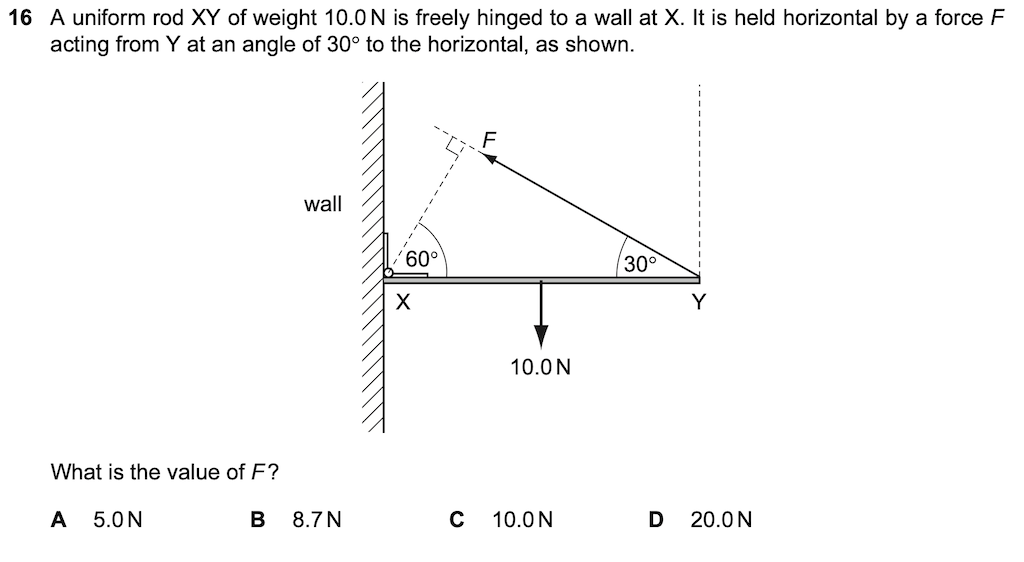 16 A uniform rod XY of weight 10.0 N is freely hinged to a wall at X. It is held horizontal by a force F
acting from Y at an angle of 30° to the horizontal, as shown.
F
wall
60°
30°
X
Y
10.0 N
What is the value of F?
A 5.0 N B 8.7 N C 10.0 N D 20.0 N